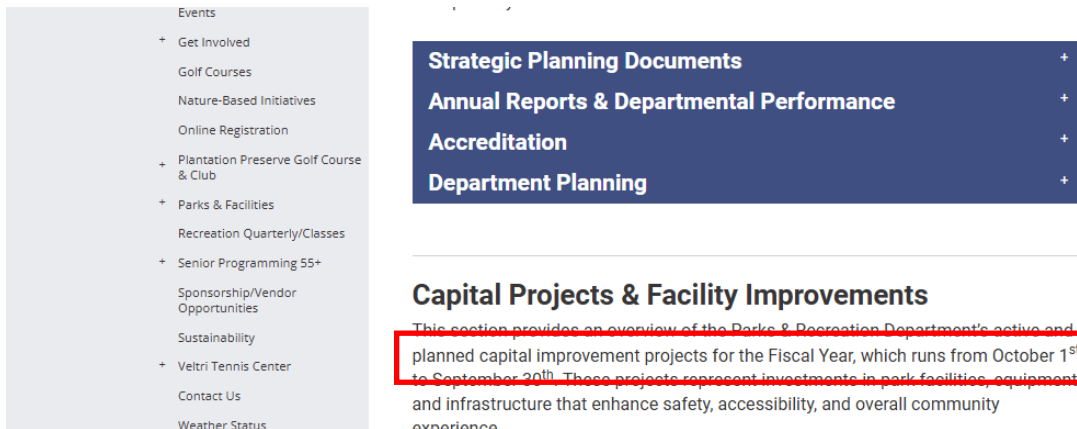 Events
+ Get Involved
Golf Courses
Nature-Based Initiatives
Online Registration
+ Plantation Preserve Golf Course
& Club
+ Parks & Facilities
Recreation Quarterly/Classes
+ Senior Programming 55+
Sponsorship/Vendor
Opportunities
Sustainability
+ Veltri Tennis Center
Contact Us
Weather Status
Strategic Planning Documents +
Annual Reports & Departmental Performance +
Accreditation +
Department Planning +
Capital Projects & Facility Improvements
This section provides an overview of the Parks & Recreation Department's active and
planned capital improvement projects for the Fiscal Year, which runs from October 1st
to September 30th. These projects represent investments in park facilities, equipment
and infrastructure that enhance safety, accessibility, and overall community
experience